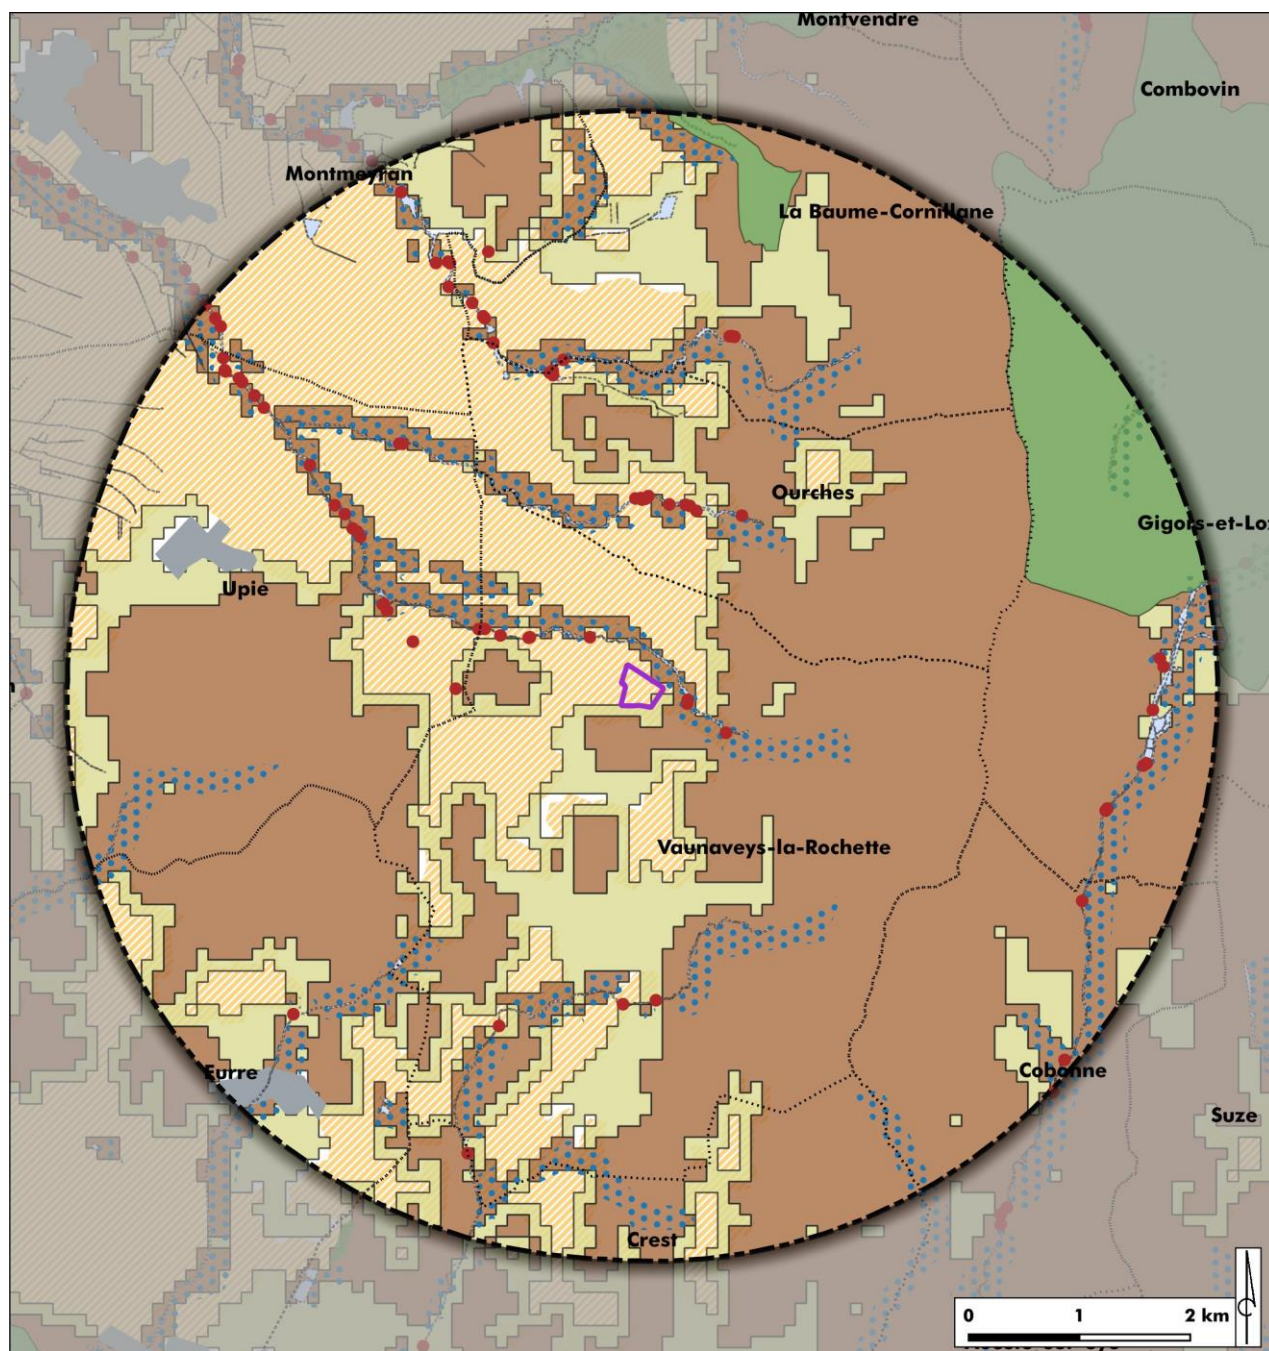 Montvendre
Combovin
Montmeyran
La Baume-Cornillane
Ourches
Gigors-et-Loz
Upie
Vaunaveys-la-Rochette
Eurre
Cobonne
Suze
Crest
0 1 2 km